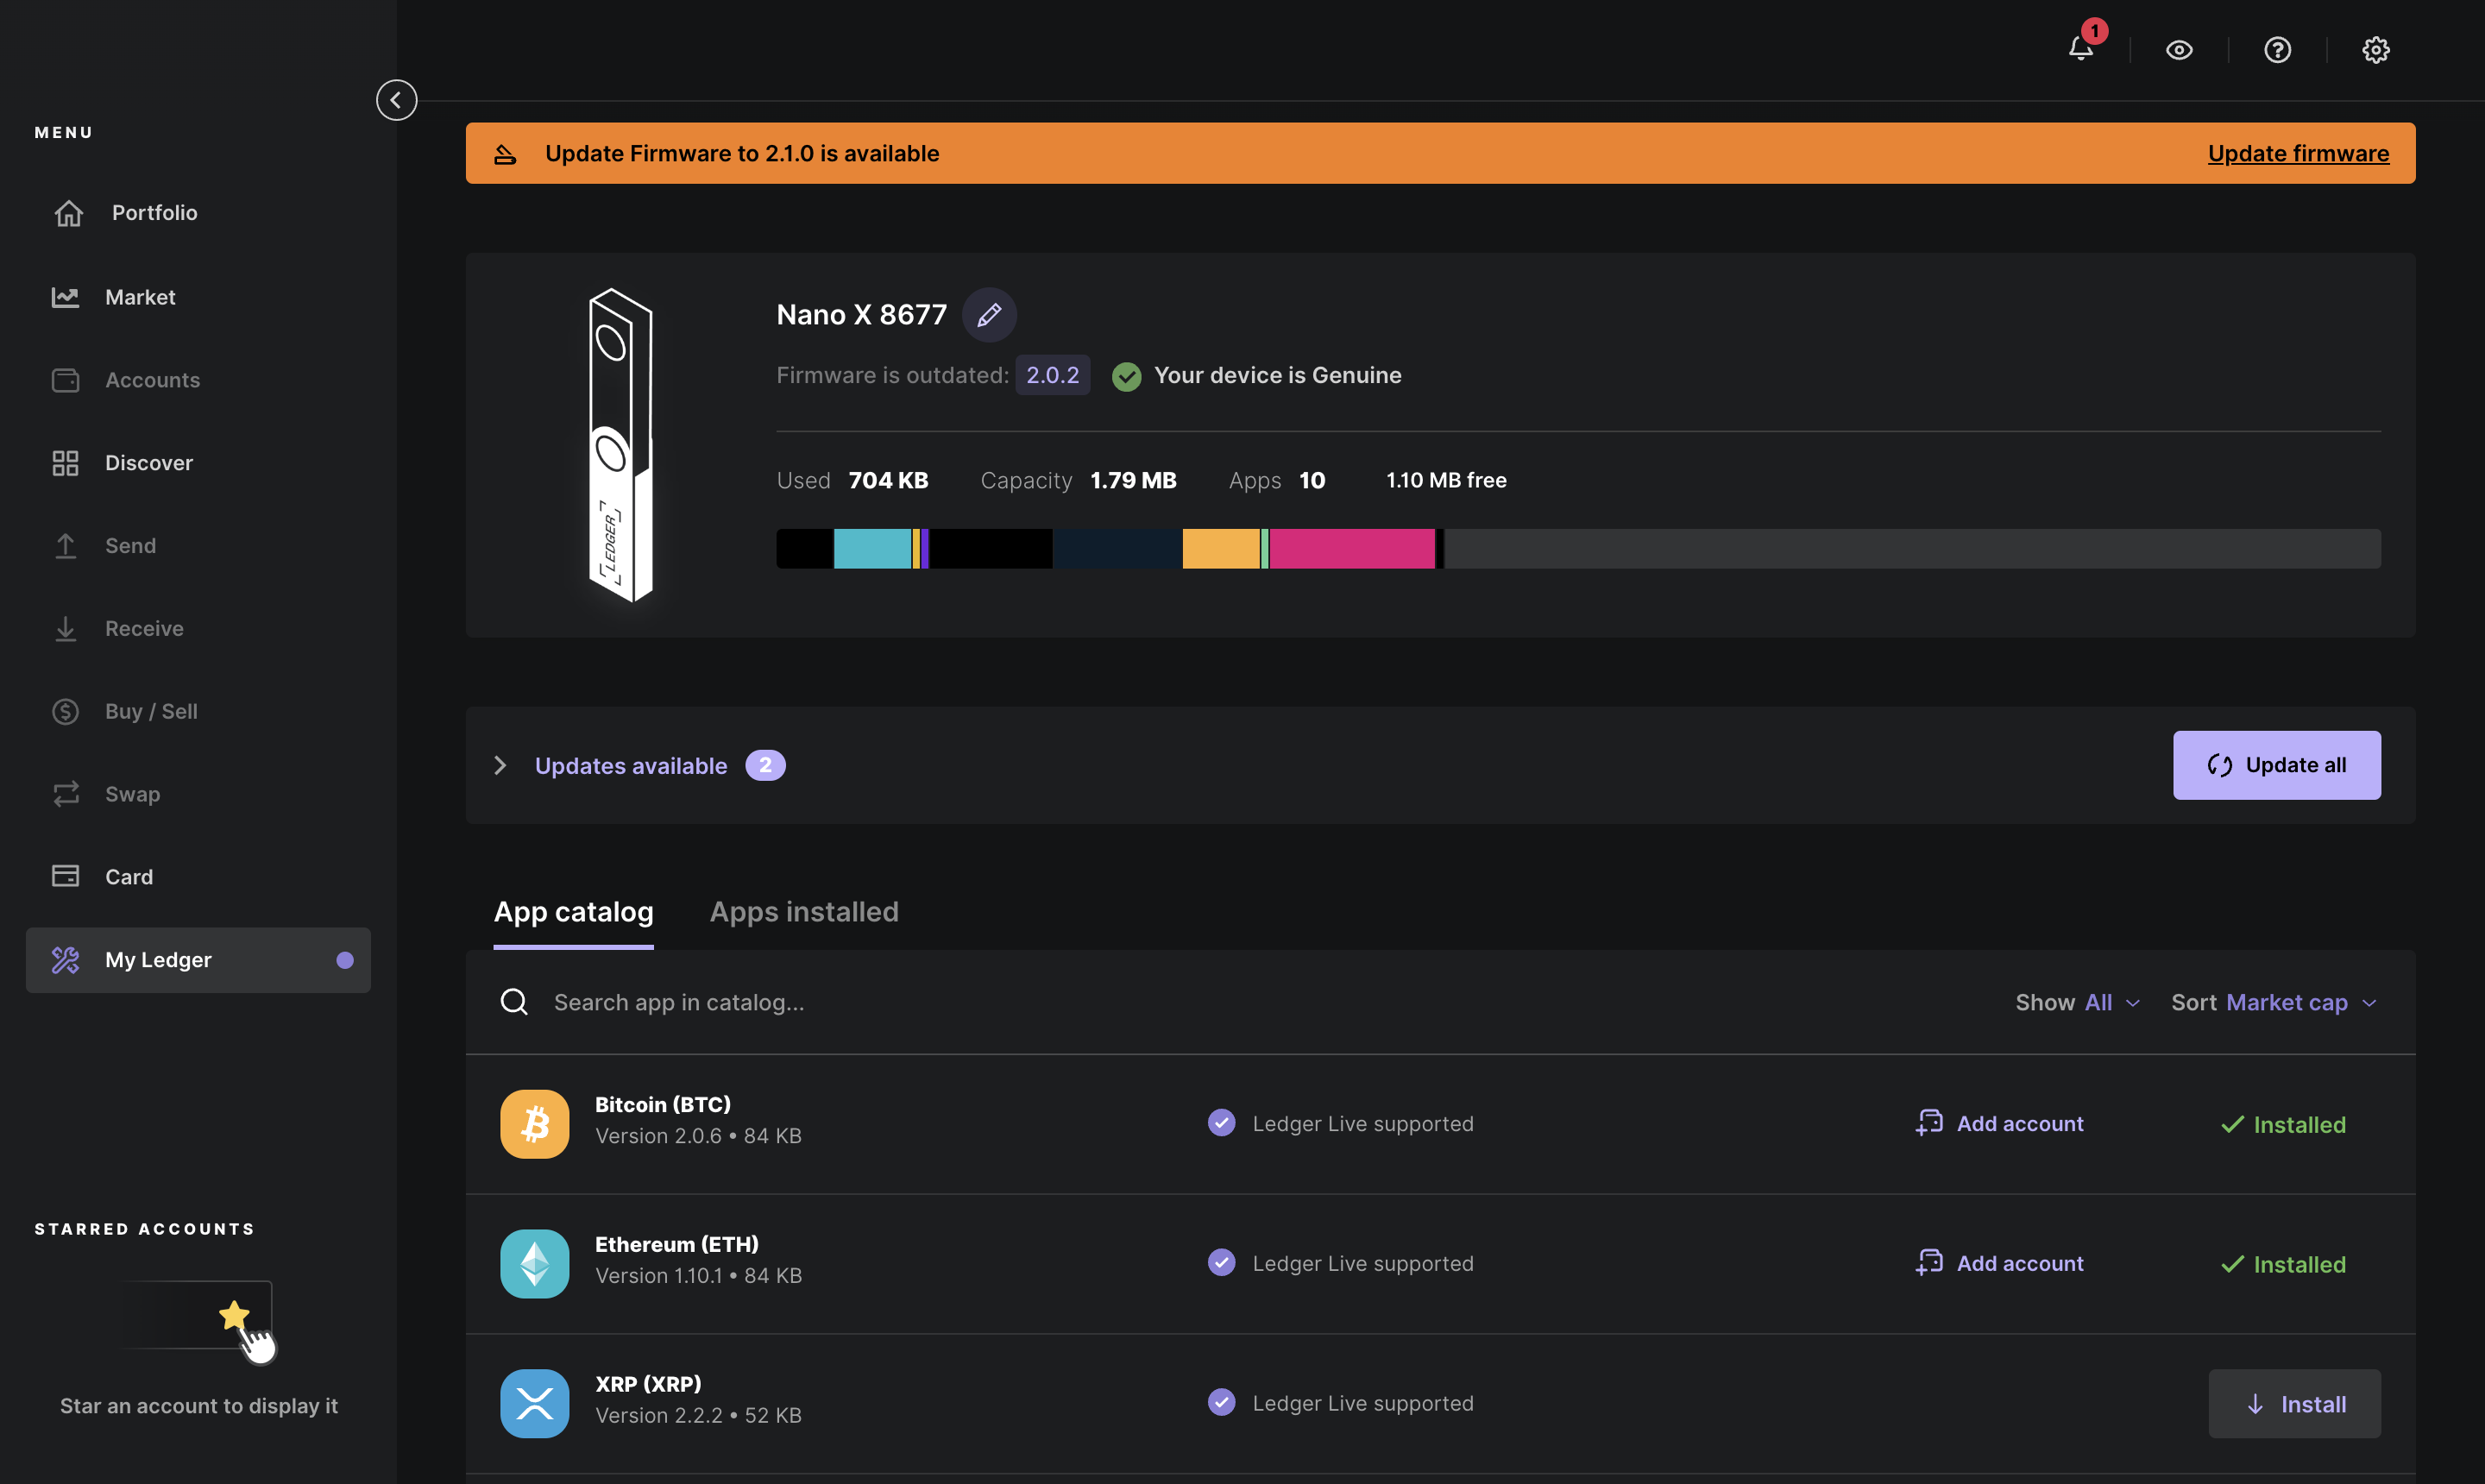 1
MENU
Portfolio
Market
Accounts
Discover
Send
Receive
Buy / Sell
Swap
Card
My Ledger
STARRED ACCOUNTS
Star an account to display it
Update Firmware to 2.1.0 is available
Update firmware
LEDGER
Nano X 8677
Firmware is outdated: 2.0.2 Your device is Genuine
Used 704 KB Capacity 1.79 MB Apps 10 1.10 MB free
Updates available 2
Update all
App catalog Apps installed
Search app in catalog... Show All Sort Market cap
Bitcoin (BTC)
Version 2.0.6 • 84 KB
Ledger Live supported
Add account
Installed
Ethereum (ETH)
Version 1.10.1 • 84 KB
Ledger Live supported
Add account
Installed
XRP (XRP)
Version 2.2.2 • 52 KB
Ledger Live supported
Install